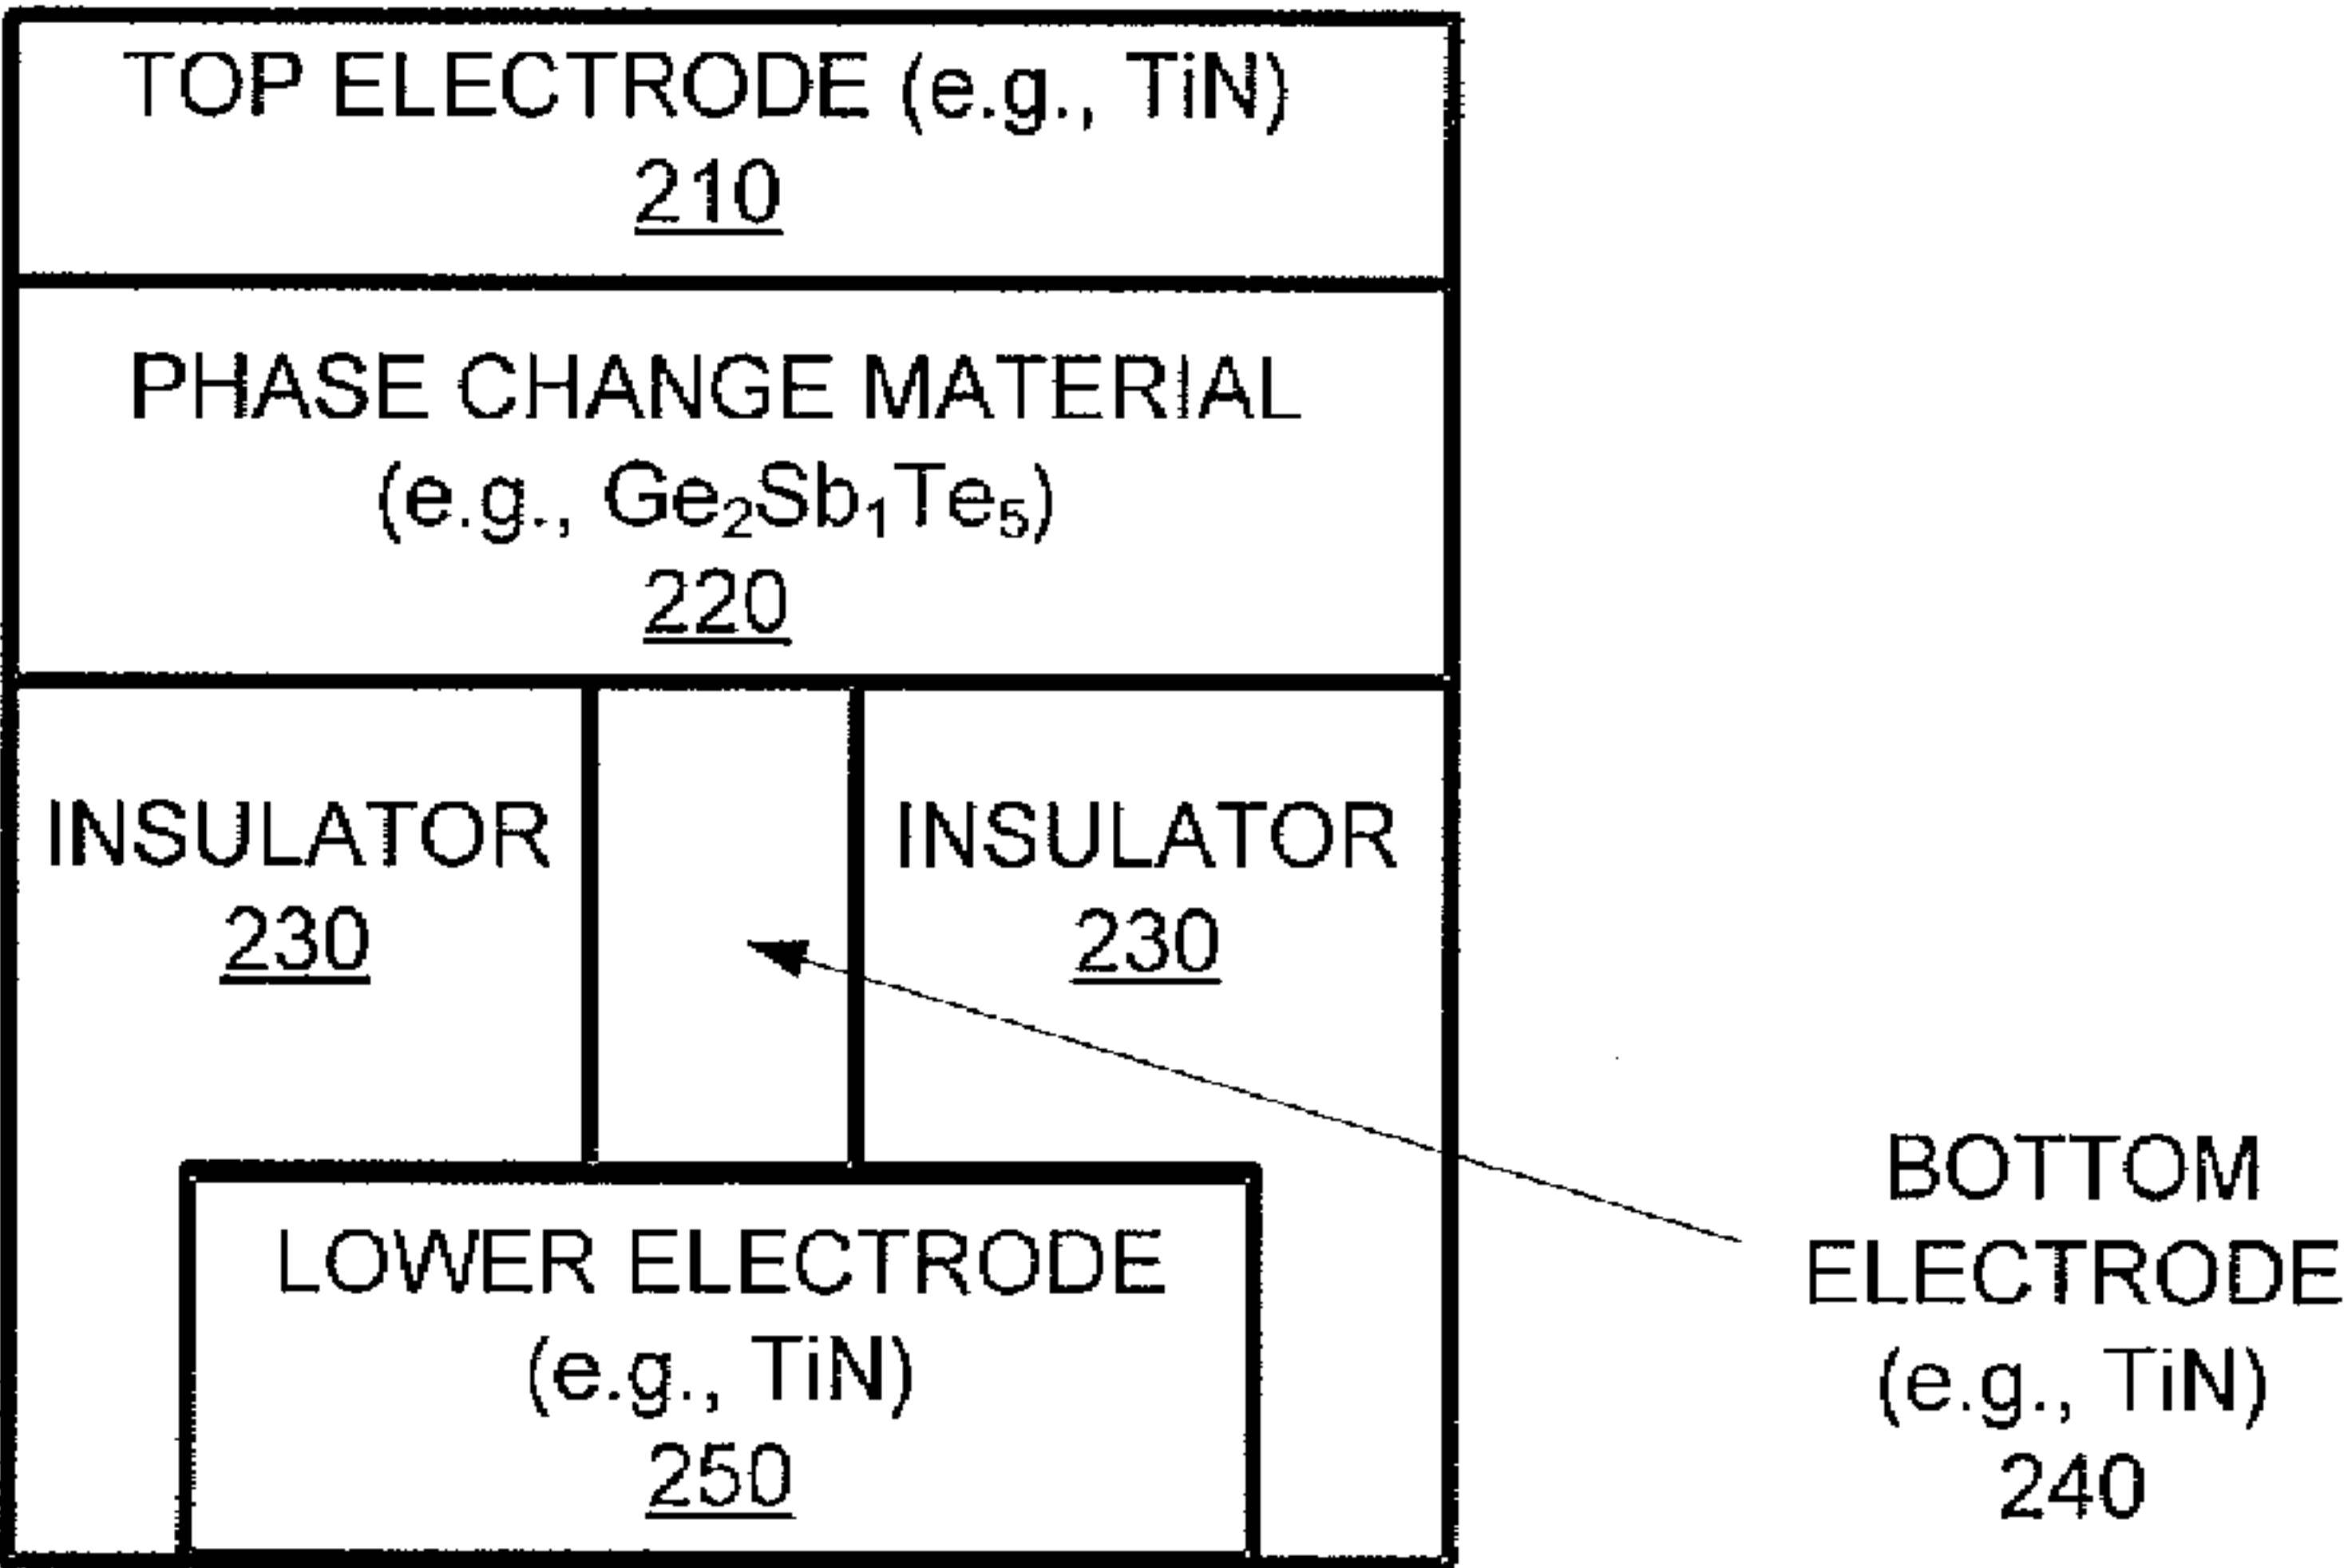 TOP ELECTRODE (e.g., TiN)
210
PHASE CHANGE MATERIAL
(e.g., Ge₂Sb₁Te₅)
220
INSULATOR
230
INSULATOR
230
LOWER ELECTRODE
(e.g., TiN)
250
BOTTOM
ELECTRODE
(e.g., TiN)
240